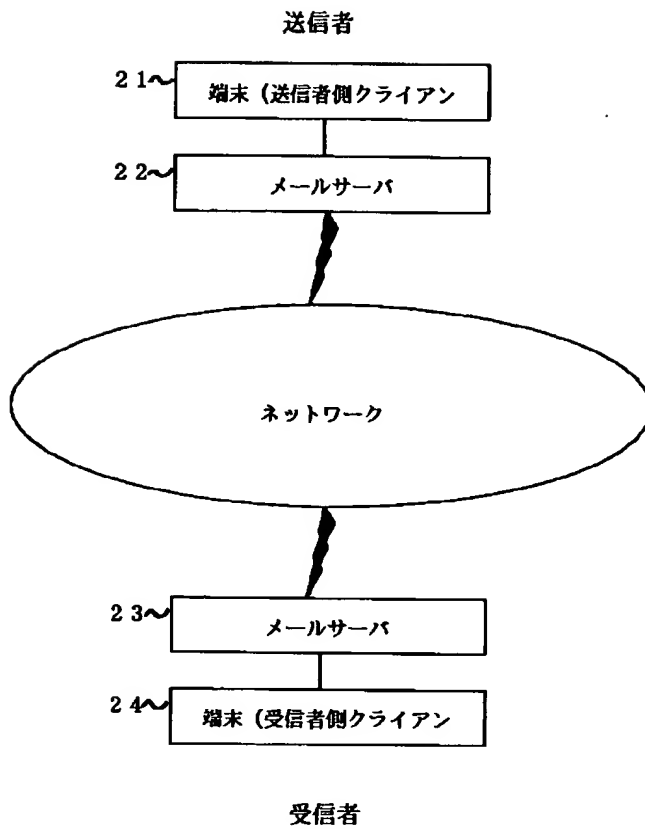 送信者
21 端末 (送信者側クライアン
22 メールサーバ
ネットワーク
23 メールサーバ
24 端末 (受信者側クライアン
受信者